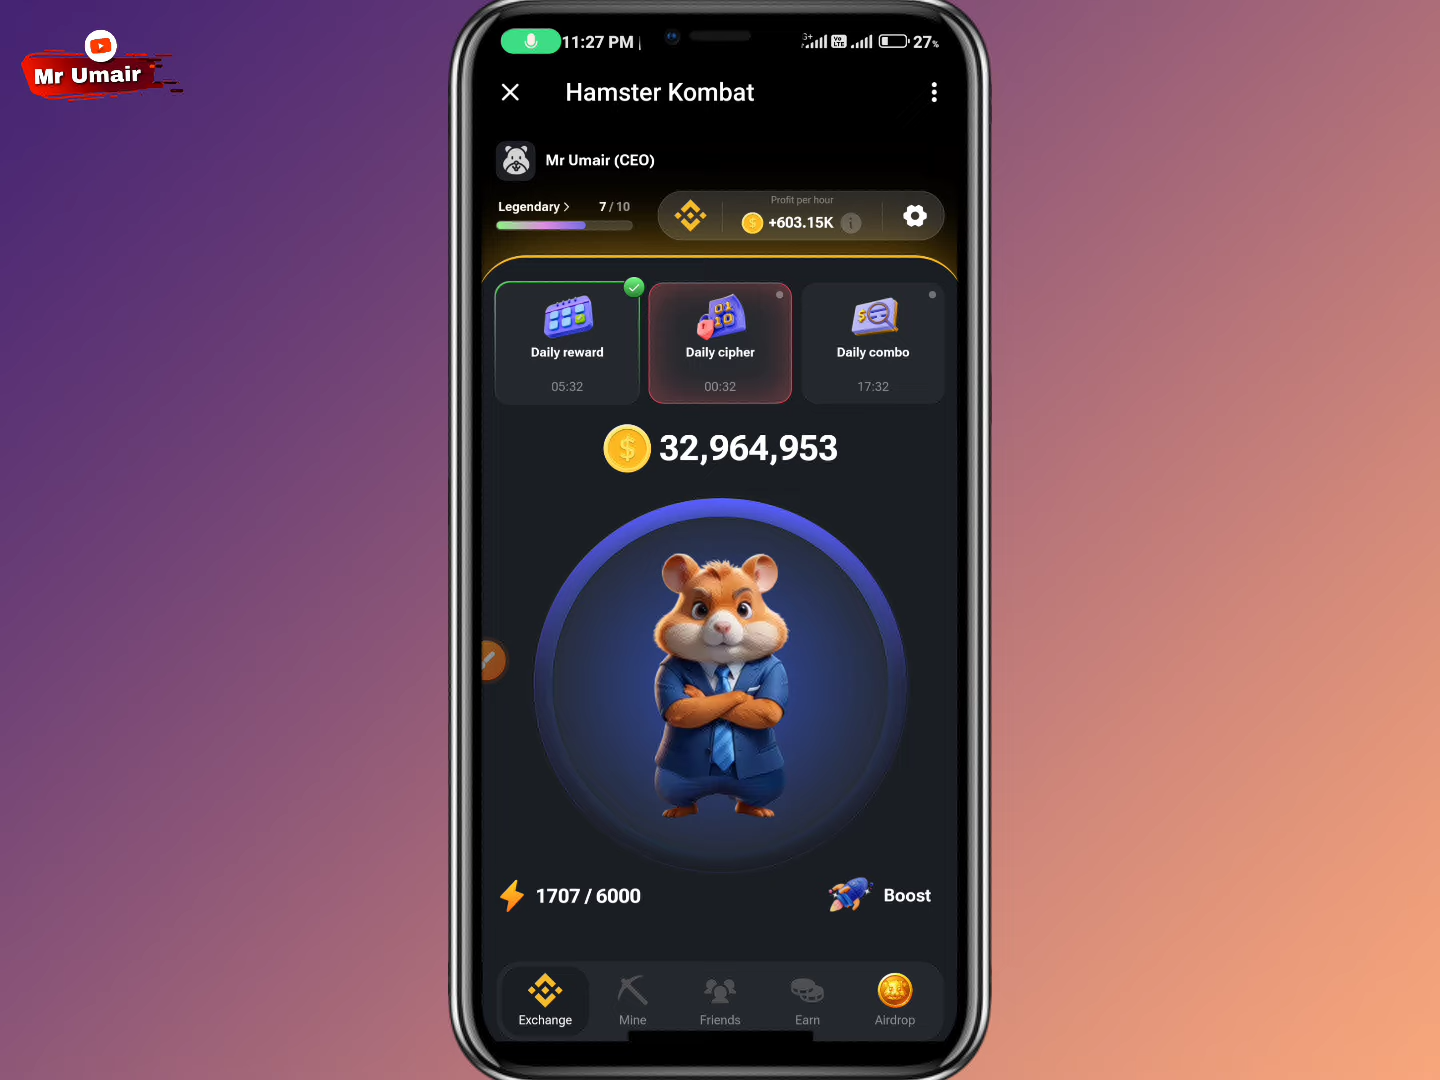 Mr Umair
11:27 PM
27%
Hamster Kombat
Mr Umair (CEO)
Legendary > 7 / 10
Profit per hour
+603.15K
Daily reward
05:32
Daily cipher
00:32
Daily combo
17:32
32,964,953
1707 / 6000
Boost
Exchange
Mine
Friends
Earn
Airdrop